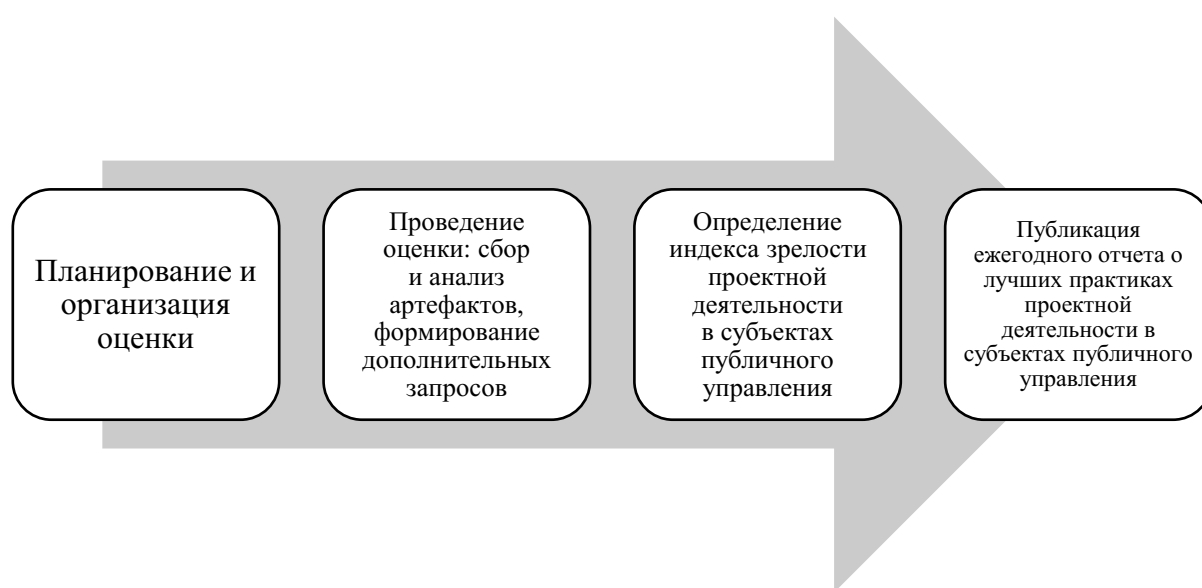 Планирование и
организация
оценки
Проведение
оценки: сбор
и анализ
артефактов,
формирование
дополнительных
запросов
Определение
индекса зрелости
проектной
деятельности
в субъектах
публичного
управления
Публикация
ежегодного отчета о
лучших практиках
проектной
деятельности в
субъектах публичного
управления